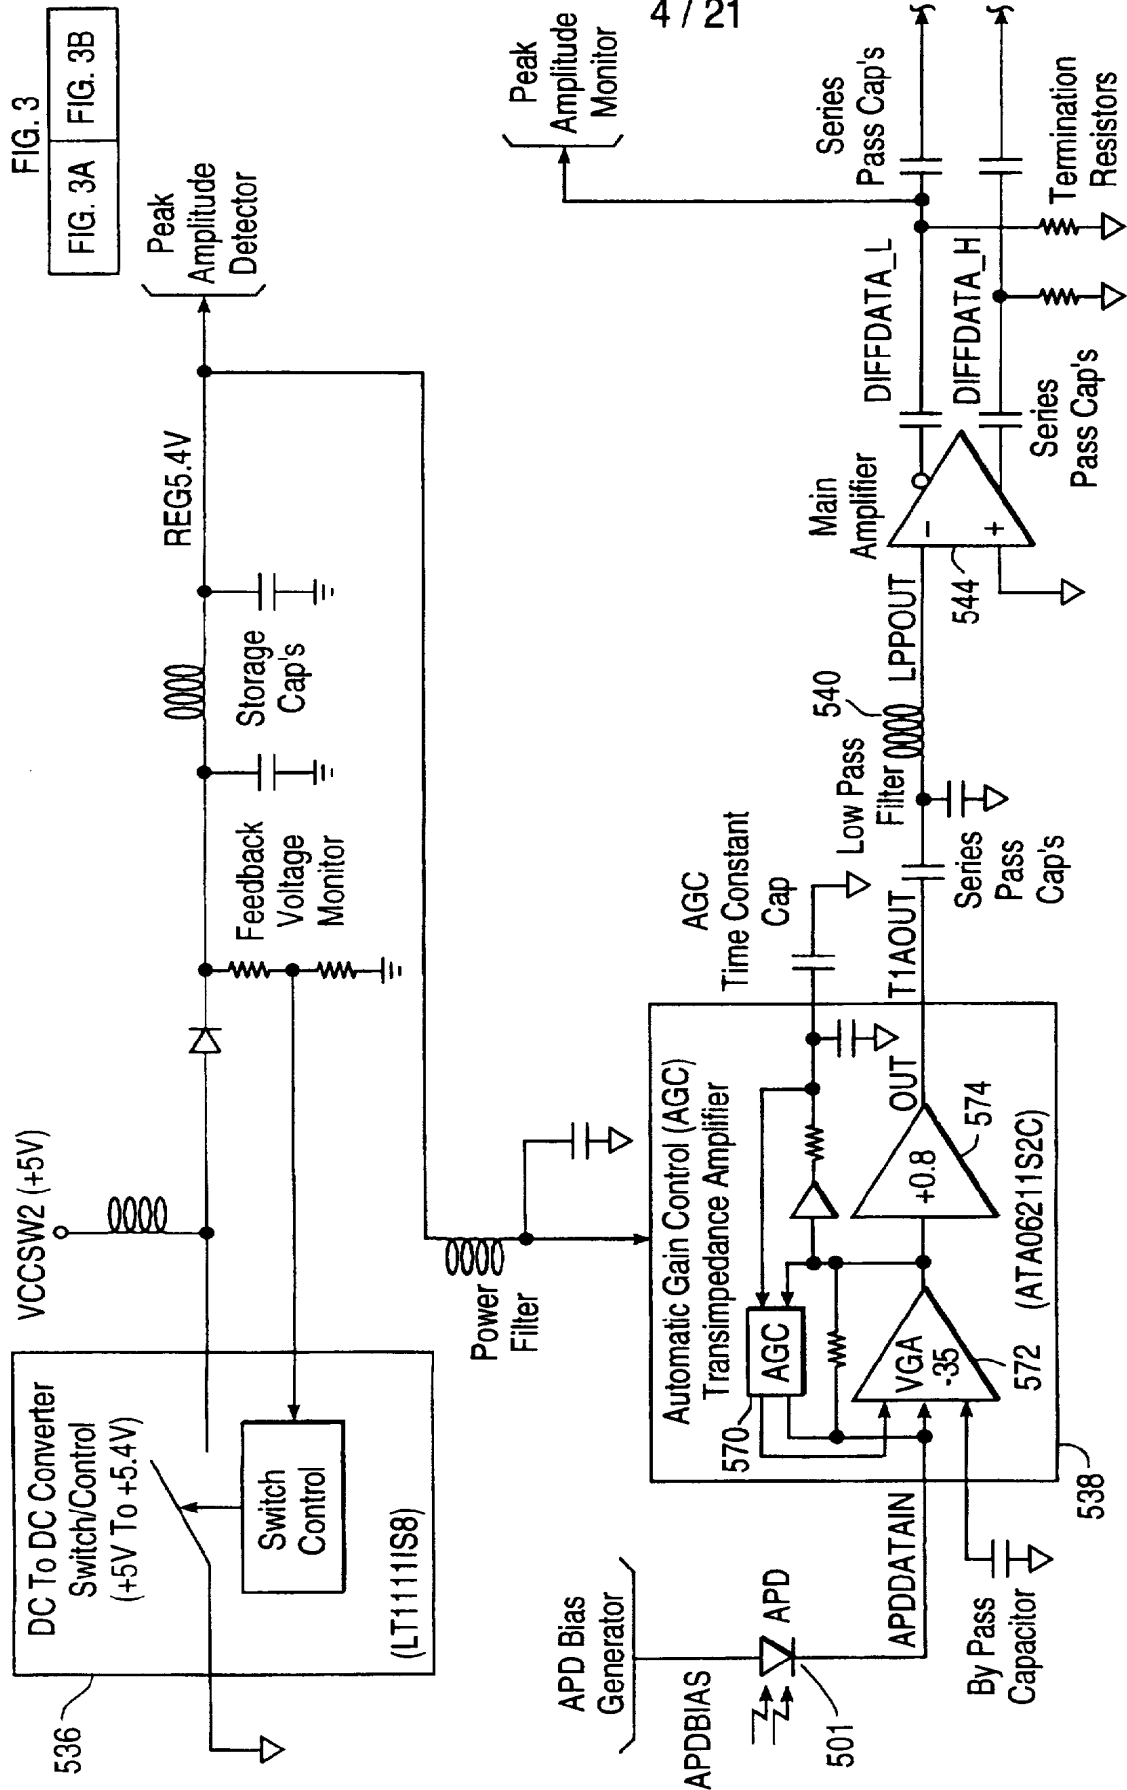 4 / 21
FIG. 3
FIG. 3A
FIG. 3B
536
DC To DC Converter
Switch/Control
(+5V To +5.4V)
Switch
Control
(LT1111IS8)
VCCSW2 (+5V)
Feedback
Voltage
Monitor
Storage
Cap's
REG5.4V
Peak
Amplitude
Detector
Power
Filter
APD Bias
Generator
APDBIAS
APD
501
APDDATAIN
By Pass
Capacitor
538
Automatic Gain Control (AGC)
Transimpedance Amplifier
570
AGC
VGA
-35
572
+0.8
574
OUT
(ATA06211S2C)
AGC
Time Constant
Cap
T1AOUT
Series
Pass
Cap's
Low Pass
Filter
540
LPPOUT
544
Main
Amplifier
-
+
Series
Pass Cap's
DIFFDATA_L
DIFFDATA_H
Peak
Amplitude
Monitor
Series
Pass Cap's
Termination
Resistors